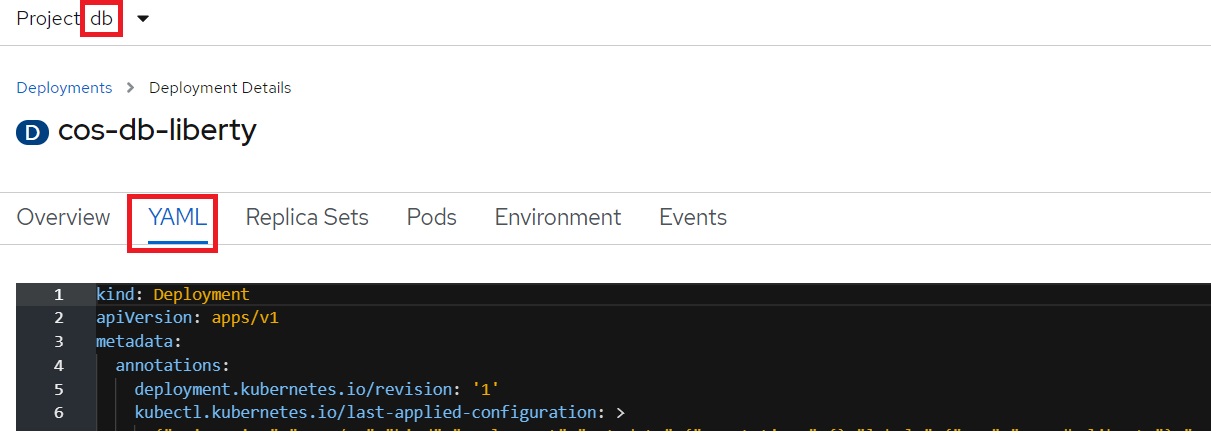 Project db
Deployments > Deployment Details
D cos-db-liberty
Overview YAML Replica Sets Pods Environment Events
1 kind: Deployment
2 apiVersion: apps/v1
3 metadata:
4 annotations:
5 deployment.kubernetes.io/revision: '1'
6 kubectl.kubernetes.io/last-applied-configuration: >